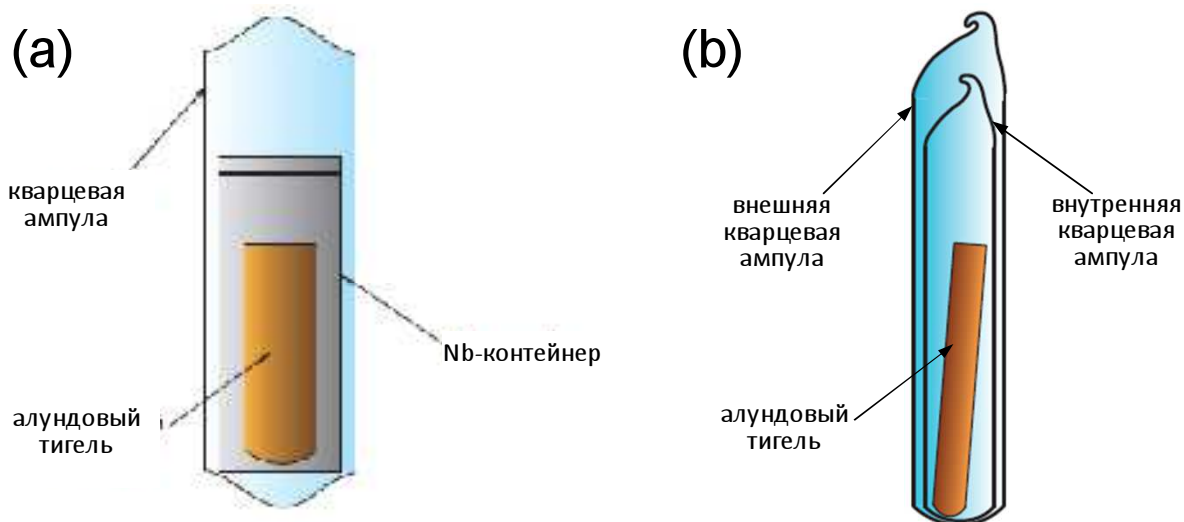 (a)
кварцевая
ампула
Nb-контейнер
алундовый
тигель
(b)
внешняя
кварцевая
ампула
внутренняя
кварцевая
ампула
алундовый
тигель